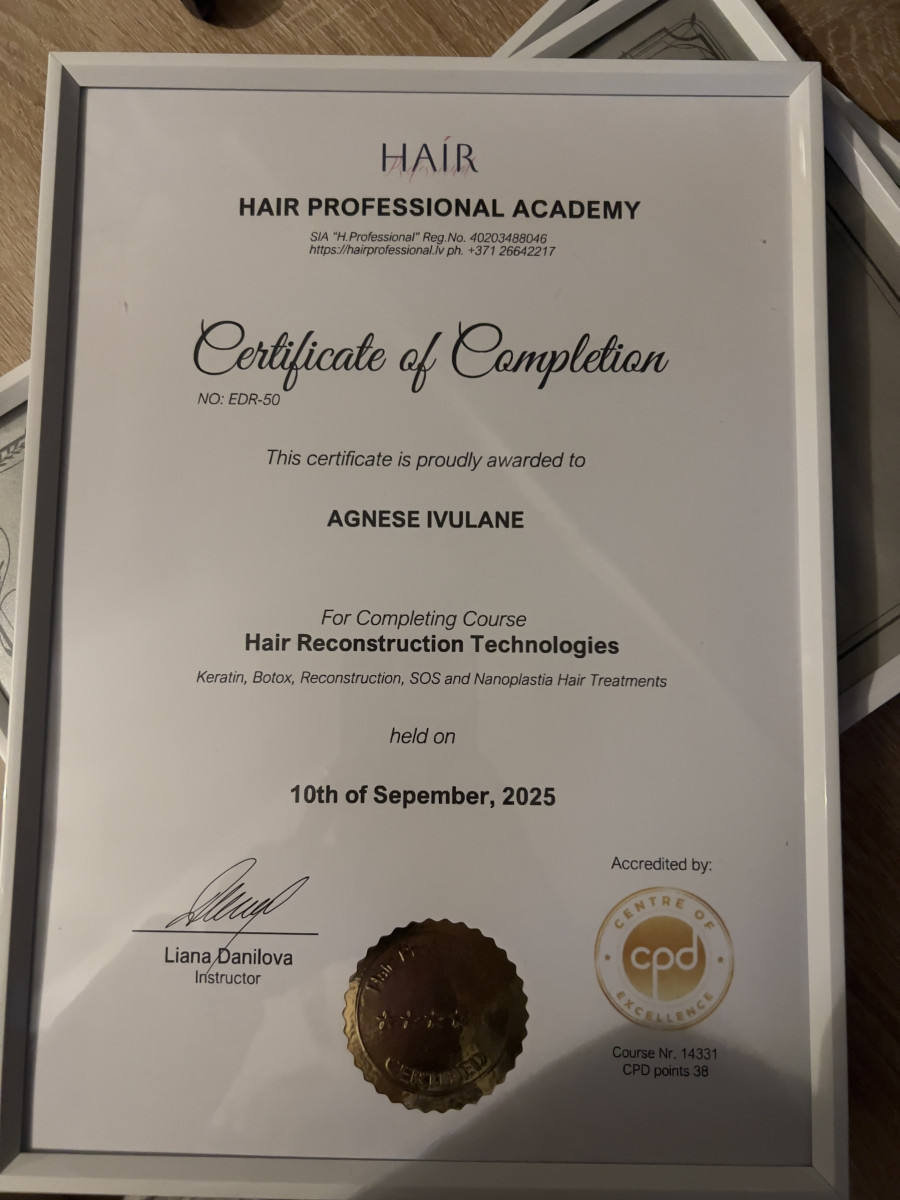 HAÍR
HAIR PROFESSIONAL ACADEMY
SIA "H.Professional" Reg.No. 40203488046
https://hairprofessional.lv ph. +371 26642217
Certificate of Completion
NO: EDR-50
This certificate is proudly awarded to
AGNESE IVULANE
For Completing Course
Hair Reconstruction Technologies
Keratin, Botox, Reconstruction, SOS and Nanoplastia Hair Treatments
held on
10th of Sepember, 2025
Liana Danilova
Instructor
Hair
CERTIFIED
Accredited by:
CENTRE OF
cpd
EXCELLENCE
Course Nr. 14331
CPD points 38